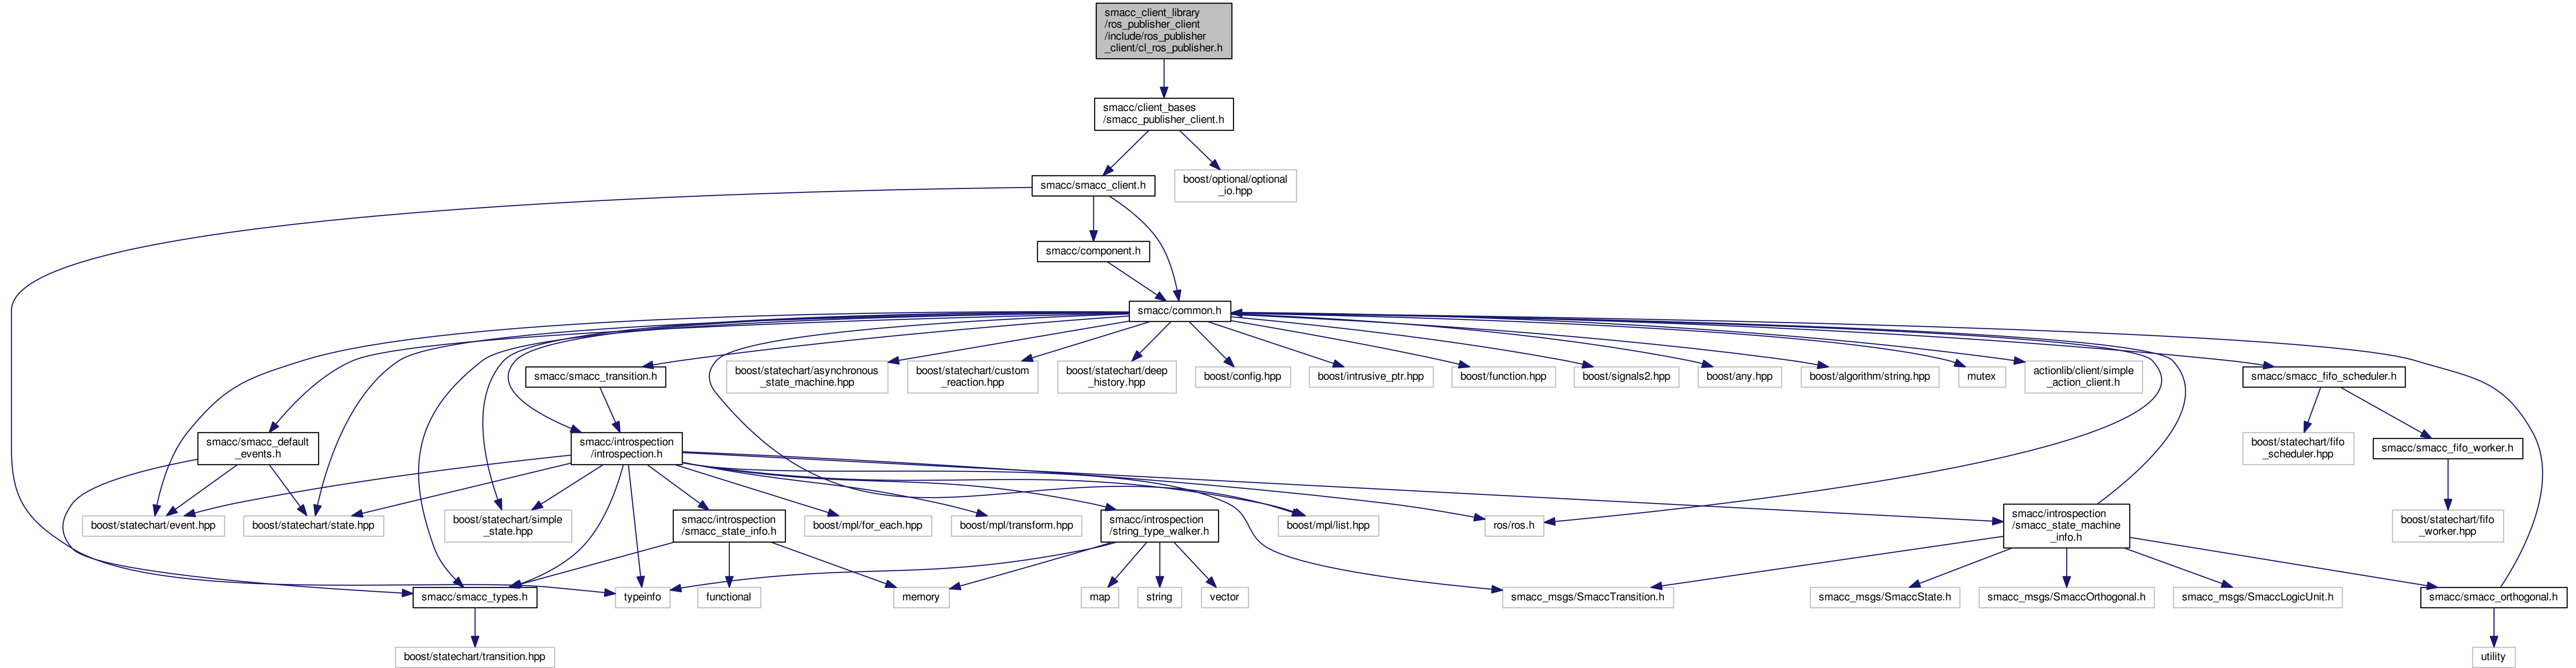 smacc_client_library
/ros_publisher_client
/include/ros_publisher
_client/cl_ros_publisher.h
smacc/client_bases
/smacc_publisher_client.h
smacc/smacc_client.h
boost/optional/optional
_io.hpp
smacc/component.h
smacc/common.h
smacc/smacc_transition.h
boost/statechart/asynchronous
_state_machine.hpp
boost/statechart/custom
_reaction.hpp
boost/statechart/deep
_history.hpp
boost/config.hpp
boost/intrusive_ptr.hpp
boost/function.hpp
boost/signals2.hpp
boost/any.hpp
boost/algorithm/string.hpp
mutex
actionlib/client/simple
_action_client.h
smacc/smacc_fifo_scheduler.h
smacc/smacc_default
_events.h
smacc/introspection
/introspection.h
boost/statechart/fifo
_scheduler.hpp
smacc/smacc_fifo_worker.h
boost/statechart/event.hpp
boost/statechart/state.hpp
boost/statechart/simple
_state.hpp
smacc/introspection
/smacc_state_info.h
boost/mpl/for_each.hpp
boost/mpl/transform.hpp
smacc/introspection
/string_type_walker.h
boost/mpl/list.hpp
ros/ros.h
smacc/introspection
/smacc_state_machine
_info.h
boost/statechart/fifo
_worker.hpp
smacc/smacc_types.h
typeinfo
functional
memory
map
string
vector
smacc_msgs/SmaccTransition.h
smacc_msgs/SmaccState.h
smacc_msgs/SmaccOrthogonal.h
smacc_msgs/SmaccLogicUnit.h
smacc/smacc_orthogonal.h
boost/statechart/transition.hpp
utility